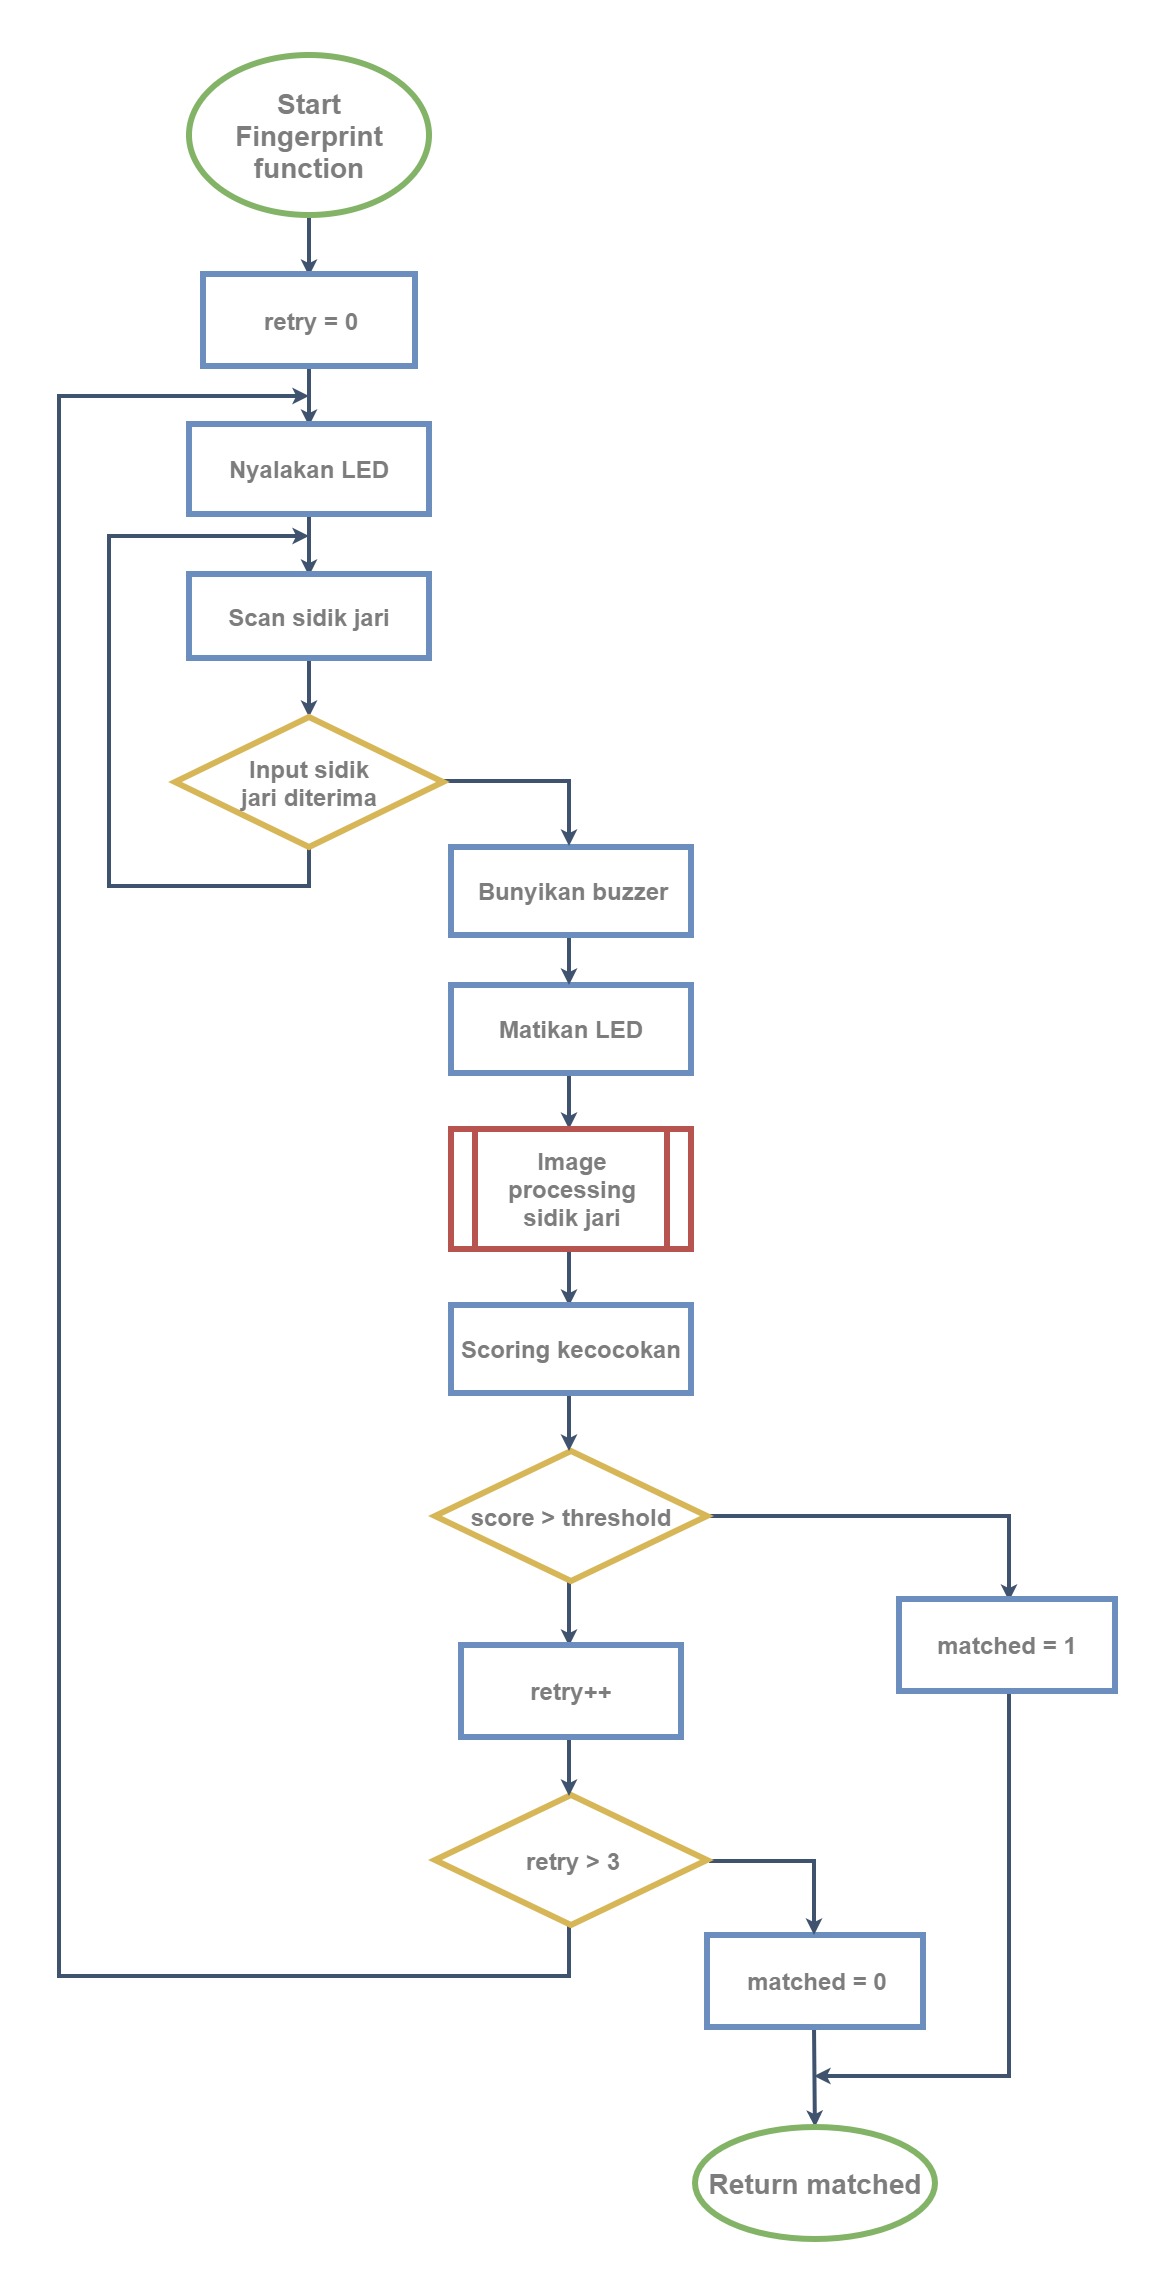 Start
Fingerprint
function
retry = 0
Nyalakan LED
Scan sidik jari
Input sidik
jari diterima
Bunyikan buzzer
Matikan LED
Image
processing
sidik jari
Scoring kecocokan
score > threshold
matched = 1
retry++
retry > 3
matched = 0
Return matched